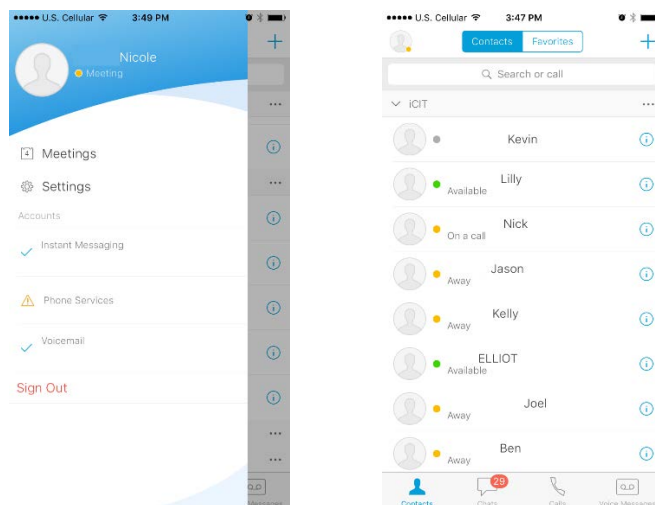 U.S. Cellular 3:49 PM
Nicole
Meeting
4 Meetings
Settings
Accounts
Instant Messaging
Phone Services
Voicemail
Sign Out
U.S. Cellular 3:47 PM
Contacts Favorites
Search or call
iCIT
Kevin
Lilly
Available
Nick
On a call
Jason
Away
Kelly
Away
ELLIOT
Available
Joel
Away
Ben
Away
29
Contacts Chats Calls Voice Messages